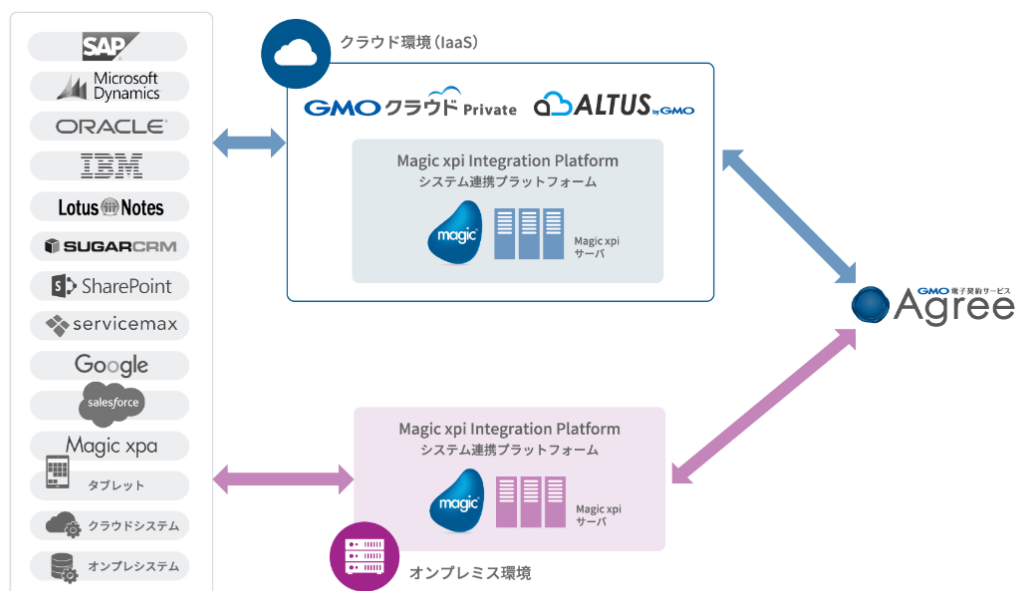 SAP
Microsoft
Dynamics
ORACLE
IBM
Lotus Notes
SUGARCRM
S SharePoint
servicemax
Google
salesforce
Magic xpa
タブレット
クラウドシステム
オンプレシステム
クラウド環境（IaaS）
GMOクラウド Private
ALTUS by GMO
Magic xpi Integration Platform
システム連携プラットフォーム
magic
Magic xpi
サーバ
Magic xpi Integration Platform
システム連携プラットフォーム
magic
Magic xpi
サーバ
オンプレミス環境
GMO 電子契約サービス
Agree